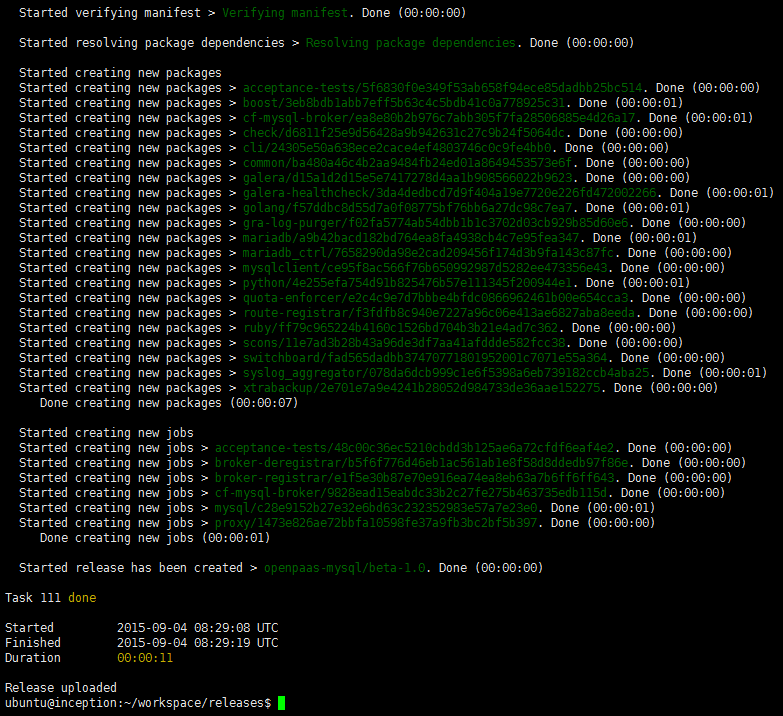 Started verifying manifest > Verifying manifest. Done (00:00:00)
Started resolving package dependencies > Resolving package dependencies. Done (00:00:00)
Started creating new packages
Started creating new packages > acceptance-tests/5f6830f0e349f53ab658f94ece85dadbb25bc514. Done (00:00:00)
Started creating new packages > boost/3eb8bdb1abb7eff5b63c4c5bdb41c0a778925c31. Done (00:00:01)
Started creating new packages > cf-mysql-broker/ea8e80b2b976c7abb305f7fa28506885e4d26a17. Done (00:00:01)
Started creating new packages > check/d6811f25e9d56428a9b942631c27c9b24f5064dc. Done (00:00:00)
Started creating new packages > cli/24305e50a638ece2cace4ef4803746c0c9fe4bb0. Done (00:00:00)
Started creating new packages > common/ba480a46c4b2aa9484fb24ed01a8649453573e6f. Done (00:00:00)
Started creating new packages > galera/d15a1d2d15e5e7417278d4aa1b908566022b9623. Done (00:00:00)
Started creating new packages > galera-healthcheck/3da4dedbcd7d9f404a19e7720e226fd472002266. Done (00:00:01)
Started creating new packages > golang/f57ddbc8d55d7a0f08775bf76bb6a27dc98c7ea7. Done (00:00:01)
Started creating new packages > gra-log-purger/f02fa5774ab54dbb1b1c3702d03cb929b85d60e6. Done (00:00:00)
Started creating new packages > mariadb/a9b42bacd182bd764ea8fa4938cb4c7e95fea347. Done (00:00:01)
Started creating new packages > mariadb_ctrl/7658290da98e2cad209456f174d3b9fa143c87fc. Done (00:00:00)
Started creating new packages > mysqlclient/ce95f8ac566f76b650992987d5282ee473356e43. Done (00:00:00)
Started creating new packages > python/4e255efa754d91b825476b57e111345f200944e1. Done (00:00:01)
Started creating new packages > quota-enforcer/e2c4c9e7d7bbbe4bfdc0866962461b00e654cca3. Done (00:00:00)
Started creating new packages > route-registrar/f3fdfb8c940e7227a96c06e413ae6827aba8eeda. Done (00:00:00)
Started creating new packages > ruby/ff79c965224b4160c1526bd704b3b21e4ad7c362. Done (00:00:00)
Started creating new packages > scons/11e7ad3b28b43a96de3df7aa41afddde582fcc38. Done (00:00:00)
Started creating new packages > switchboard/fad565dadbb37470771801952001c7071e55a364. Done (00:00:00)
Started creating new packages > syslog_aggregator/078da6dcb999c1e6f5398a6eb739182ccb4aba25. Done (00:00:01)
Started creating new packages > xtrabackup/2e701e7a9e4241b28052d984733de36aae152275. Done (00:00:00)
Done creating new packages (00:00:07)
Started creating new jobs
Started creating new jobs > acceptance-tests/48c00c36ec5210cbdd3b125ae6a72cfdf6eaf4e2. Done (00:00:00)
Started creating new jobs > broker-deregistrar/b5f6f776d46eb1ac561ab1e8f58d8ddedb97f86e. Done (00:00:00)
Started creating new jobs > broker-registrar/e1f5e30b87e70e916ea74ea8eb63a7b6ff6ff643. Done (00:00:00)
Started creating new jobs > cf-mysql-broker/9828ead15eabdc33b2c27fe275b463735edb115d. Done (00:00:00)
Started creating new jobs > mysql/c28e9152b27e32e6bd63c232352983e57a7e23e0. Done (00:00:01)
Started creating new jobs > proxy/1473e826ae72bbfa10598fe37a9fb3bc2bf5b397. Done (00:00:00)
Done creating new jobs (00:00:01)
Started release has been created > openpaas-mysql/beta-1.0. Done (00:00:00)
Task 111 done
Started 2015-09-04 08:29:08 UTC
Finished 2015-09-04 08:29:19 UTC
Duration 00:00:11
Release uploaded
ubuntu@inception:~/workspace/releases$